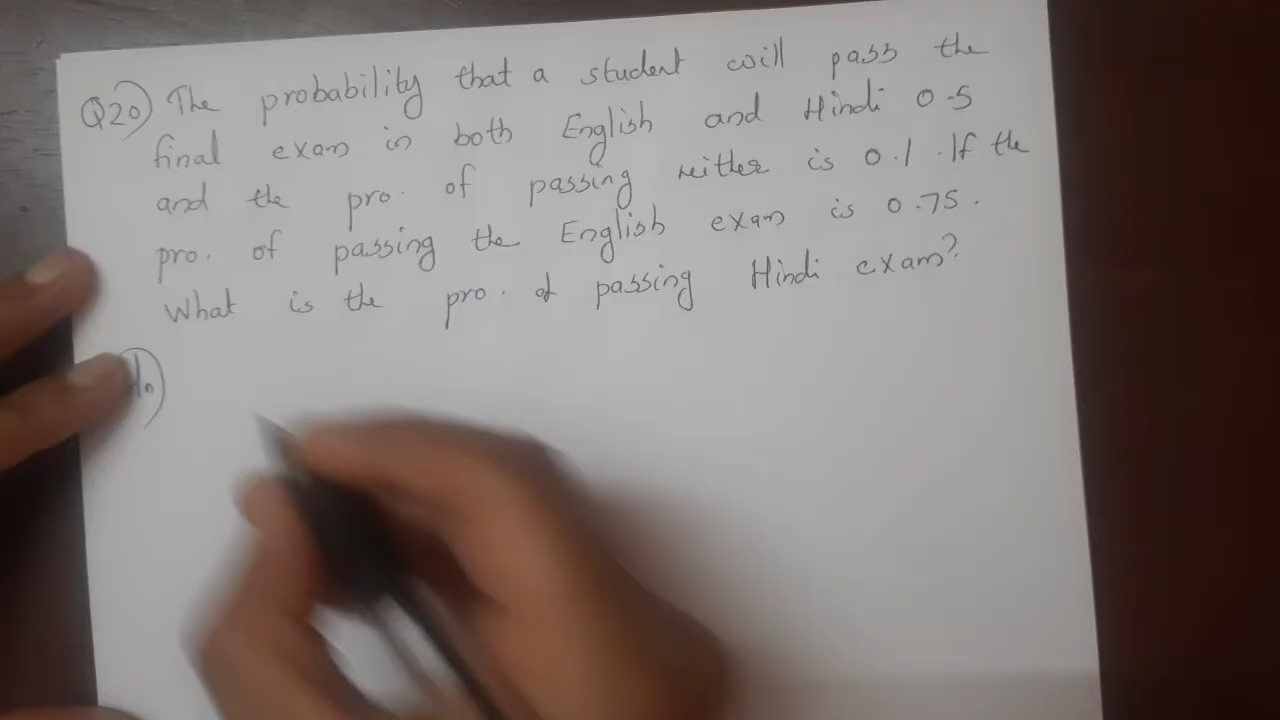 Q20) The probability that a student will pass the
final exam in both English and Hindi 0.5
and the pro. of passing neither is 0.1. If the
pro. of passing the English exam is 0.75.
What is the pro. of passing Hindi exam?